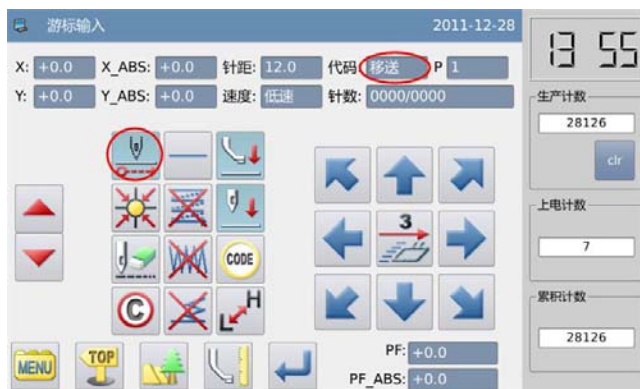 游标输入 2011-12-28
13 55
X: +0.0 X_ABS: +0.0 针距: 12.0 代码: 移送 P 1
Y: +0.0 Y_ABS: +0.0 速度: 低速 针数: 0000/0000
生产计数
28126
clr
上电计数
7
累积计数
28126
3
CODE
C
H
L
PF: +0.0
PF_ABS: +0.0
MENU
TOP